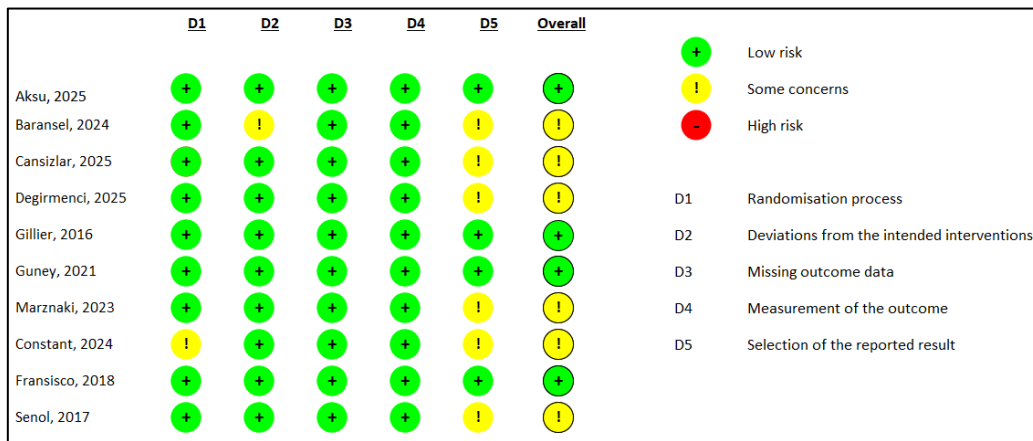 D1 D2 D3 D4 D5 Overall
+ Low risk
Aksu, 2025 + + + + + +
! Some concerns
Baransel, 2024 + ! + + ! !
- High risk
Cansizlar, 2025 + + + + ! !
Degirmenci, 2025 + + + + ! !
D1 Randomisation process
Gillier, 2016 + + + + + +
D2 Deviations from the intended interventions
Guney, 2021 + + + + + +
D3 Missing outcome data
Marznaki, 2023 + + + + ! !
D4 Measurement of the outcome
Constant, 2024 ! + + + ! !
D5 Selection of the reported result
Fransisco, 2018 + + + + + +
Senol, 2017 + + + + ! !